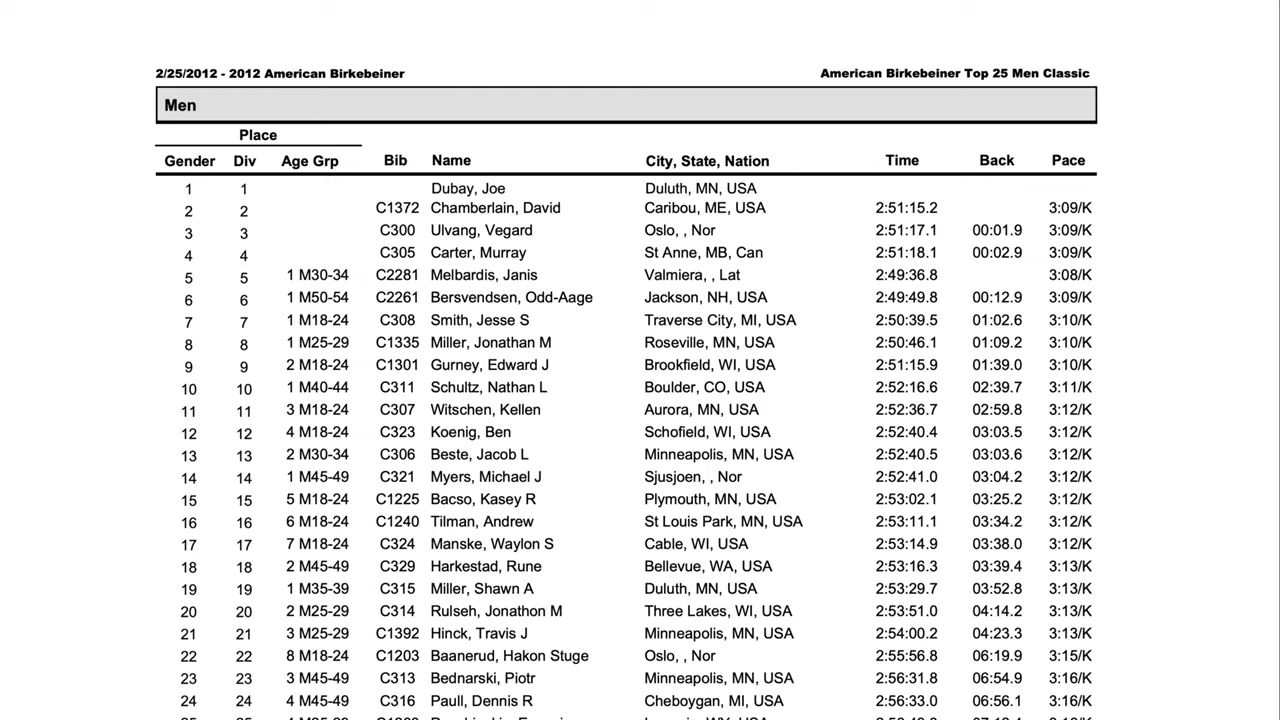 2/25/2012 - 2012 American Birkebeiner American Birkebeiner Top 25 Men Classic
Men
Place
Gender Div Age Grp Bib Name City, State, Nation Time Back Pace
1 1 Dubay, Joe Duluth, MN, USA
2 2 C1372 Chamberlain, David Caribou, ME, USA 2:51:15.2 3:09/K
3 3 C300 Ulvang, Vegard Oslo, , Nor 2:51:17.1 00:01.9 3:09/K
4 4 C305 Carter, Murray St Anne, MB, Can 2:51:18.1 00:02.9 3:09/K
5 5 1 M30-34 C2281 Melbardis, Janis Valmiera, , Lat 2:49:36.8 3:08/K
6 6 1 M50-54 C2261 Bersvendsen, Odd-Aage Jackson, NH, USA 2:49:49.8 00:12.9 3:09/K
7 7 1 M18-24 C308 Smith, Jesse S Traverse City, MI, USA 2:50:39.5 01:02.6 3:10/K
8 8 1 M25-29 C1335 Miller, Jonathan M Roseville, MN, USA 2:50:46.1 01:09.2 3:10/K
9 9 2 M18-24 C1301 Gurney, Edward J Brookfield, WI, USA 2:51:15.9 01:39.0 3:10/K
10 10 1 M40-44 C311 Schultz, Nathan L Boulder, CO, USA 2:52:16.6 02:39.7 3:11/K
11 11 3 M18-24 C307 Witschen, Kellen Aurora, MN, USA 2:52:36.7 02:59.8 3:12/K
12 12 4 M18-24 C323 Koenig, Ben Schofield, WI, USA 2:52:40.4 03:03.5 3:12/K
13 13 2 M30-34 C306 Beste, Jacob L Minneapolis, MN, USA 2:52:40.5 03:03.6 3:12/K
14 14 1 M45-49 C321 Myers, Michael J Sjusjoen, , Nor 2:52:41.0 03:04.2 3:12/K
15 15 5 M18-24 C1225 Bacso, Kasey R Plymouth, MN, USA 2:53:02.1 03:25.2 3:12/K
16 16 6 M18-24 C1240 Tilman, Andrew St Louis Park, MN, USA 2:53:11.1 03:34.2 3:12/K
17 17 7 M18-24 C324 Manske, Waylon S Cable, WI, USA 2:53:14.9 03:38.0 3:12/K
18 18 2 M45-49 C329 Harkestad, Rune Bellevue, WA, USA 2:53:16.3 03:39.4 3:13/K
19 19 1 M35-39 C315 Miller, Shawn A Duluth, MN, USA 2:53:29.7 03:52.8 3:13/K
20 20 2 M25-29 C314 Rulseh, Jonathon M Three Lakes, WI, USA 2:53:51.0 04:14.2 3:13/K
21 21 3 M25-29 C1392 Hinck, Travis J Minneapolis, MN, USA 2:54:00.2 04:23.3 3:13/K
22 22 8 M18-24 C1203 Baanerud, Hakon Stuge Oslo, , Nor 2:55:56.8 06:19.9 3:15/K
23 23 3 M45-49 C313 Bednarski, Piotr Minneapolis, MN, USA 2:56:31.8 06:54.9 3:16/K
24 24 4 M45-49 C316 Paull, Dennis R Cheboygan, MI, USA 2:56:33.0 06:56.1 3:16/K